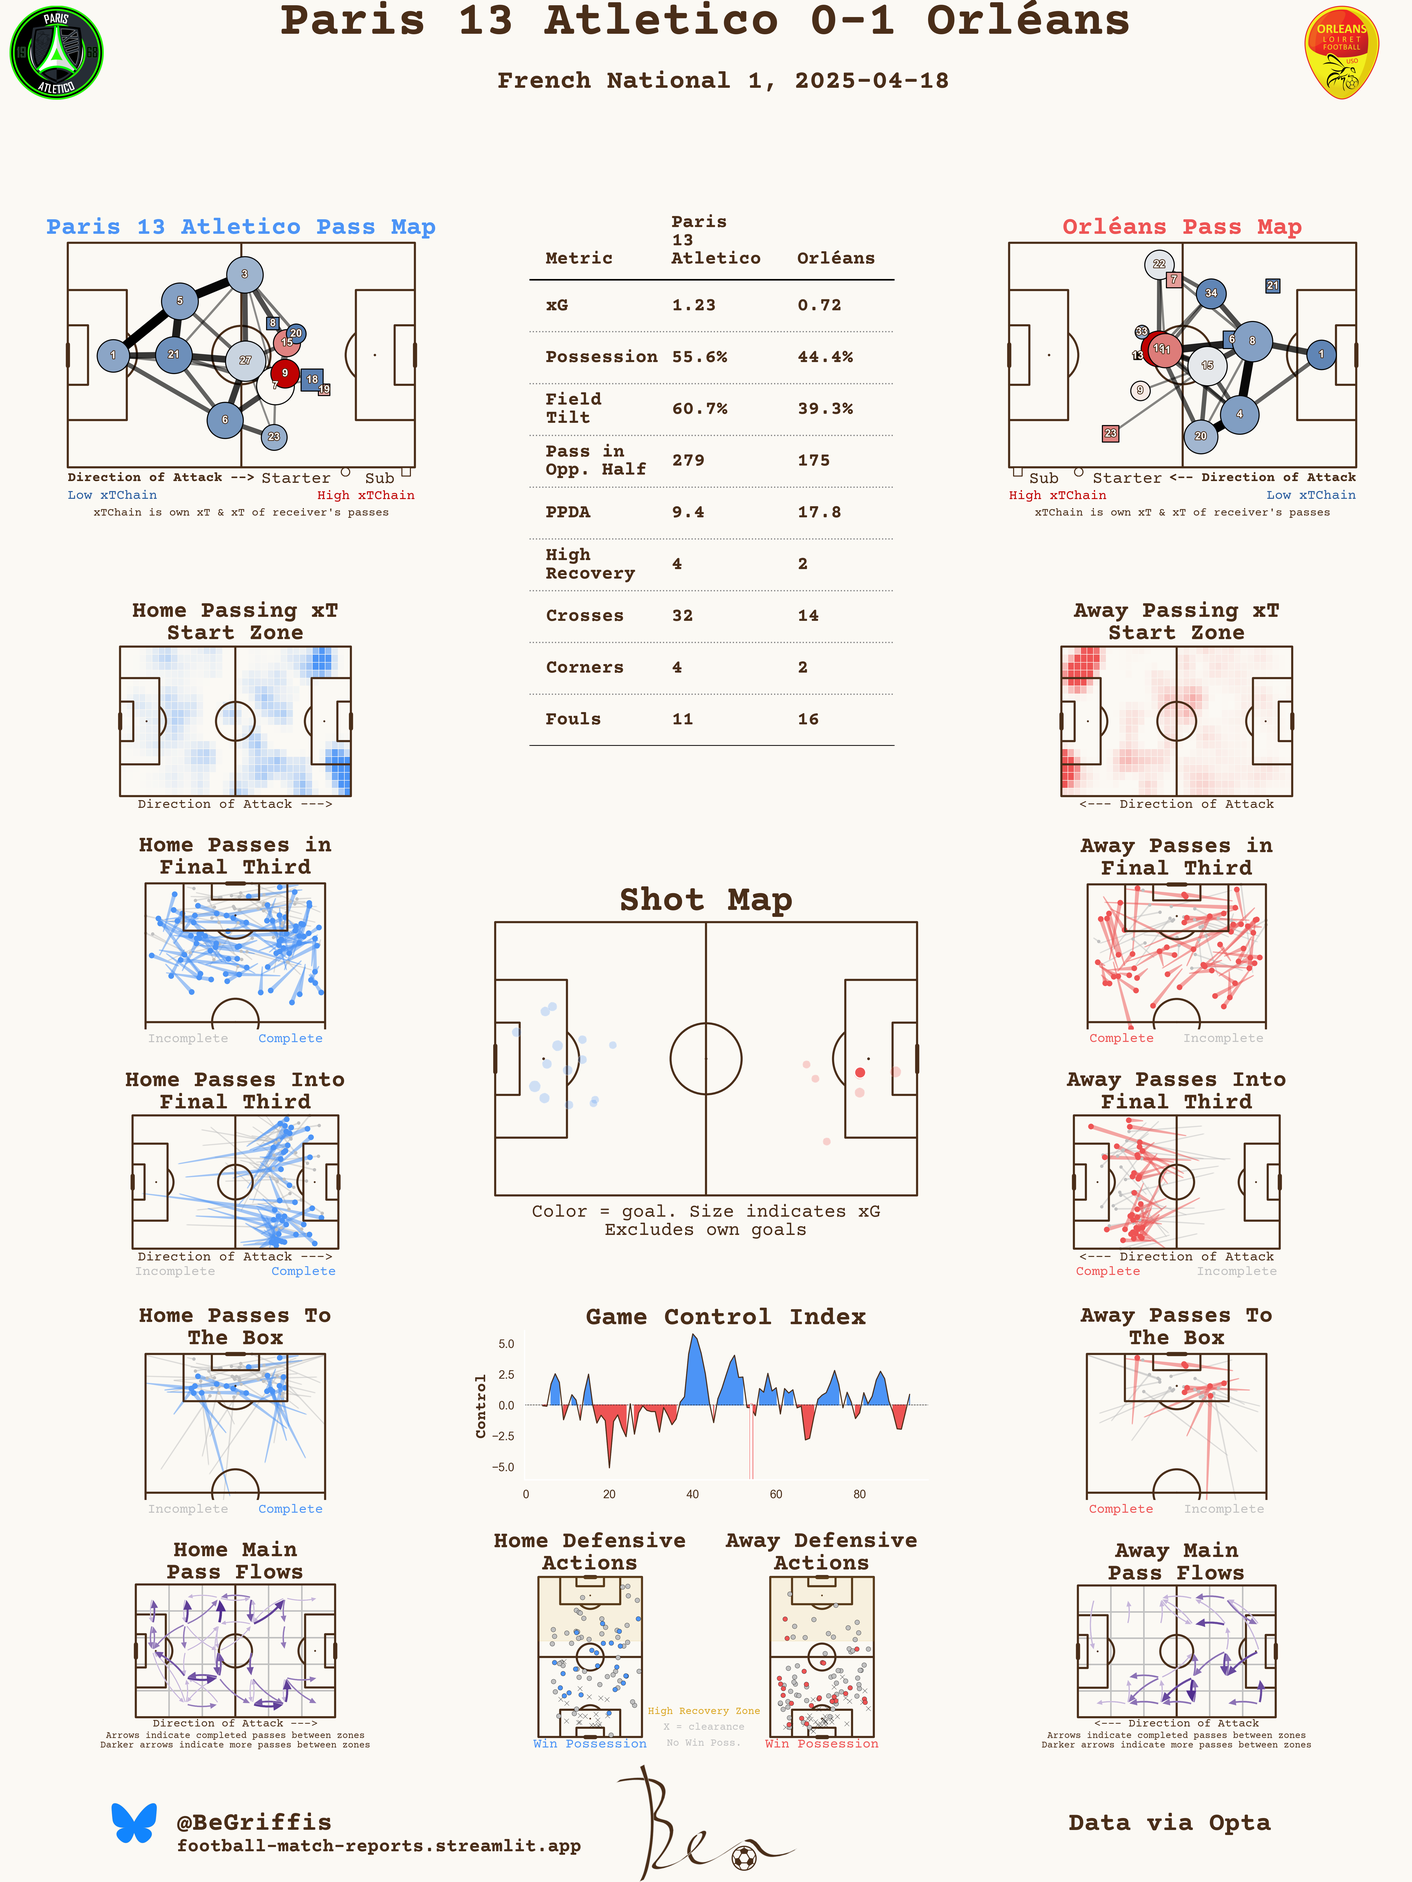 Paris 13 Atletico 0-1 Orléans
French National 1, 2025-04-18
PARIS
19 68
ATLETICO
ORLEANS
LOIRET
FOOTBALL
USO
Paris 13 Atletico Pass Map
3
5
8
20
15
1
21
27
9
7
18
19
6
23
Direction of Attack --> Starter Sub
Low xTChain High xTChain
xTChain is own xT & xT of receiver's passes
Paris
13
Metric Atletico Orléans
xG 1.23 0.72
Possession 55.6% 44.4%
Field
Tilt 60.7% 39.3%
Pass in
Opp. Half 279 175
PPDA 9.4 17.8
High
Recovery 4 2
Crosses 32 14
Corners 4 2
Fouls 11 16
Orléans Pass Map
22
7
34
21
33
6
8
13
11
1
15
9
4
23
20
Sub Starter <-- Direction of Attack
High xTChain Low xTChain
xTChain is own xT & xT of receiver's passes
Home Passing xT
Start Zone
Direction of Attack --->
Away Passing xT
Start Zone
<--- Direction of Attack
Home Passes in
Final Third
Incomplete Complete
Away Passes in
Final Third
Complete Incomplete
Shot Map
Color = goal. Size indicates xG
Excludes own goals
Home Passes Into
Final Third
Direction of Attack --->
Incomplete Complete
Away Passes Into
Final Third
<--- Direction of Attack
Complete Incomplete
Home Passes To
The Box
Incomplete Complete
Game Control Index
Control
5.0
2.5
0.0
−2.5
−5.0
0 20 40 60 80
Away Passes To
The Box
Complete Incomplete
Home Main
Pass Flows
Direction of Attack --->
Arrows indicate completed passes between zones
Darker arrows indicate more passes between zones
Home Defensive
Actions
Win Possession
High Recovery Zone
X = clearance
No Win Poss.
Away Defensive
Actions
Win Possession
Away Main
Pass Flows
<--- Direction of Attack
Arrows indicate completed passes between zones
Darker arrows indicate more passes between zones
@BeGriffis
football-match-reports.streamlit.app
Ben
Data via Opta